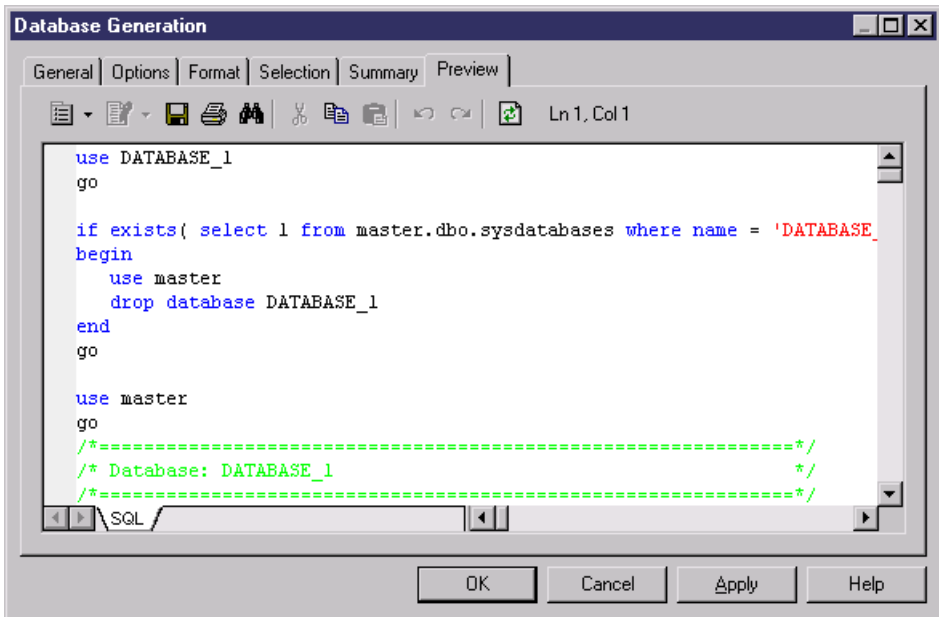 Database Generation
General Options Format Selection Summary Preview
Ln 1, Col 1
use DATABASE_1
go
if exists( select 1 from master.dbo.sysdatabases where name = 'DATABASE_
begin
use master
drop database DATABASE_1
end
go
use master
go
/*==============================================================*/
/* Database: DATABASE_1                                         */
/*==============================================================*/
SQL
OK Cancel Apply Help